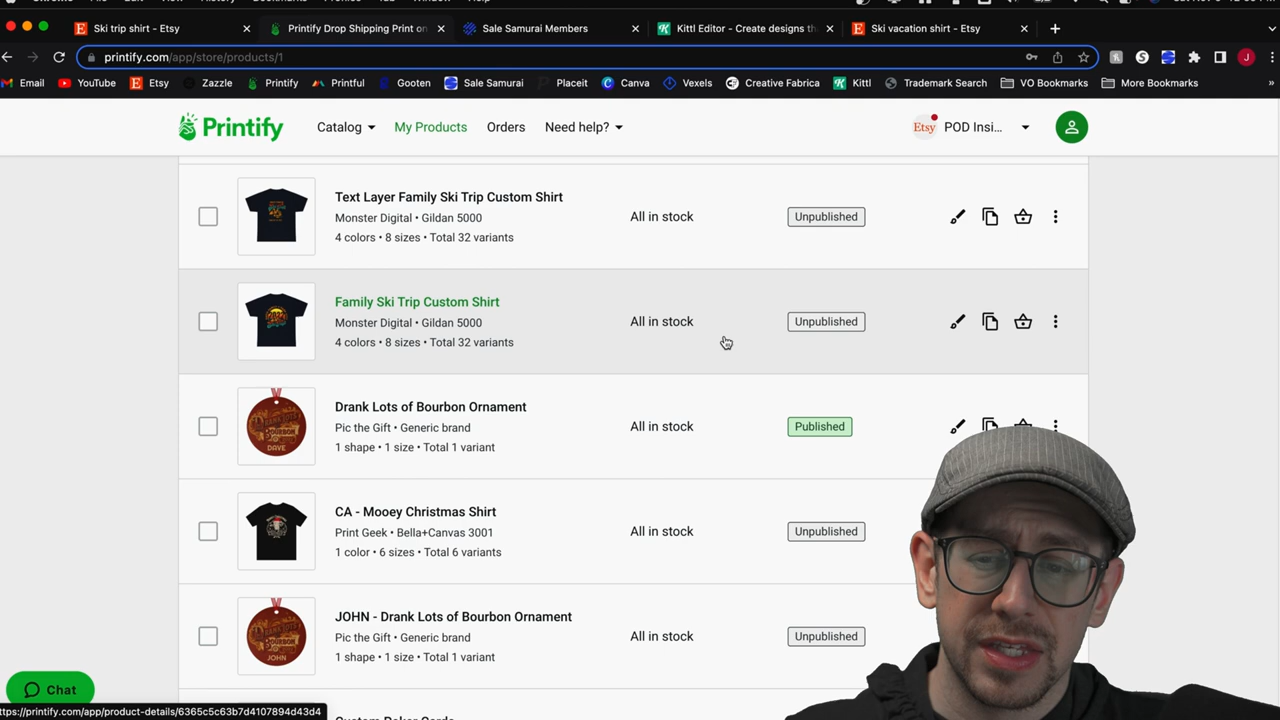 Ski trip shirt – Etsy
Printify Drop Shipping Print on
Sale Samurai Members
Kittl Editor - Create designs th
Ski vacation shirt - Etsy
printify.com/app/store/products/1
Email
YouTube
Etsy
Zazzle
Printify
Printful
Gooten
Sale Samurai
Placeit
Canva
Vexels
Creative Fabrica
Kittl
Trademark Search
VO Bookmarks
More Bookmarks
Printify
Catalog
My Products
Orders
Need help?
Etsy
POD Insi...
Text Layer Family Ski Trip Custom Shirt
Monster Digital • Gildan 5000
4 colors • 8 sizes • Total 32 variants
All in stock
Unpublished
Family Ski Trip Custom Shirt
Monster Digital • Gildan 5000
4 colors • 8 sizes • Total 32 variants
All in stock
Unpublished
Drank Lots of Bourbon Ornament
Pic the Gift • Generic brand
1 shape • 1 size • Total 1 variant
All in stock
Published
DAVE
CA - Mooey Christmas Shirt
Print Geek • Bella+Canvas 3001
1 color • 6 sizes • Total 6 variants
All in stock
Unpublished
JOHN - Drank Lots of Bourbon Ornament
Pic the Gift • Generic brand
1 shape • 1 size • Total 1 variant
All in stock
Unpublished
JOHN
Chat
ttps://printify.com/app/product-details/6365c5c63b7d4107894d43d4